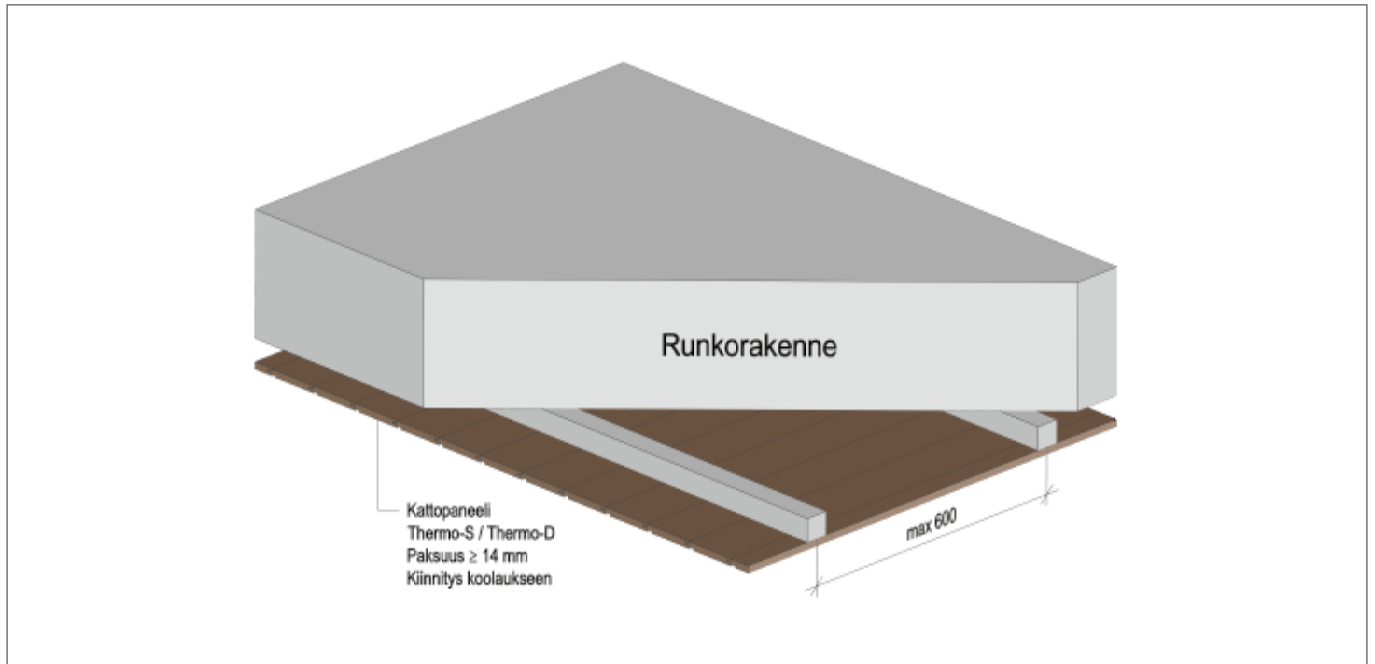 Runkorakenne
Kattopaneeli
Thermo-S / Thermo-D
Paksuus ≥ 14 mm
Kiinnitys koolaukseen
max 600